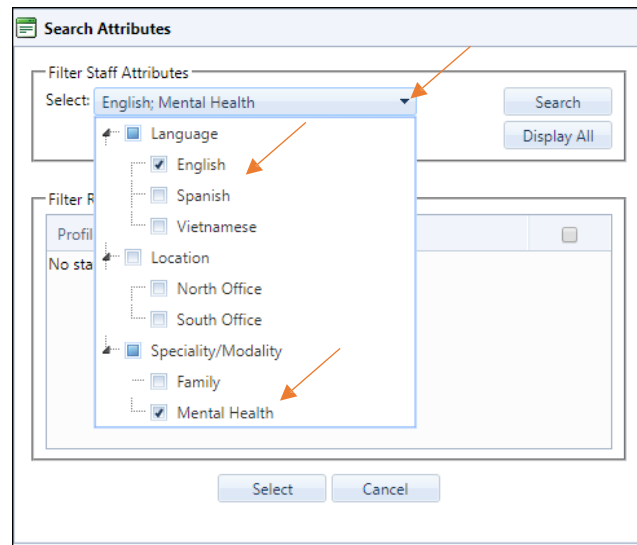 Search Attributes
Filter Staff Attributes
Select: English; Mental Health
Search
Display All
Language
English
Spanish
Vietnamese
Location
North Office
South Office
Speciality/Modality
Family
Mental Health
Filter R
Profil
No sta
Select
Cancel